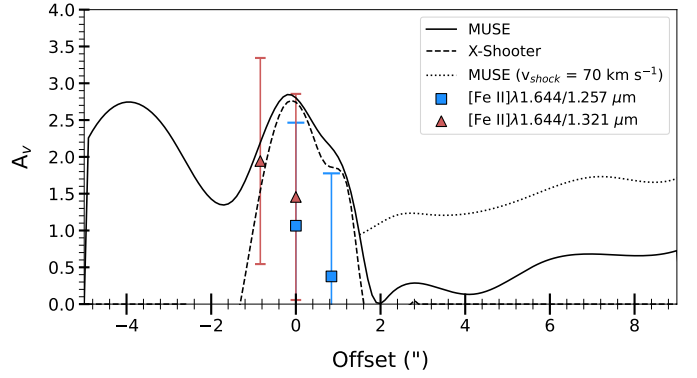 4.0
3.5
3.0
2.5
2.0
1.5
1.0
0.5
0.0
A_v
MUSE
X-Shooter
MUSE (v_shock = 70 km s⁻¹)
[Fe II]λ1.644/1.257 μm
[Fe II]λ1.644/1.321 μm
−4 −2 0 2 4 6 8
Offset (")